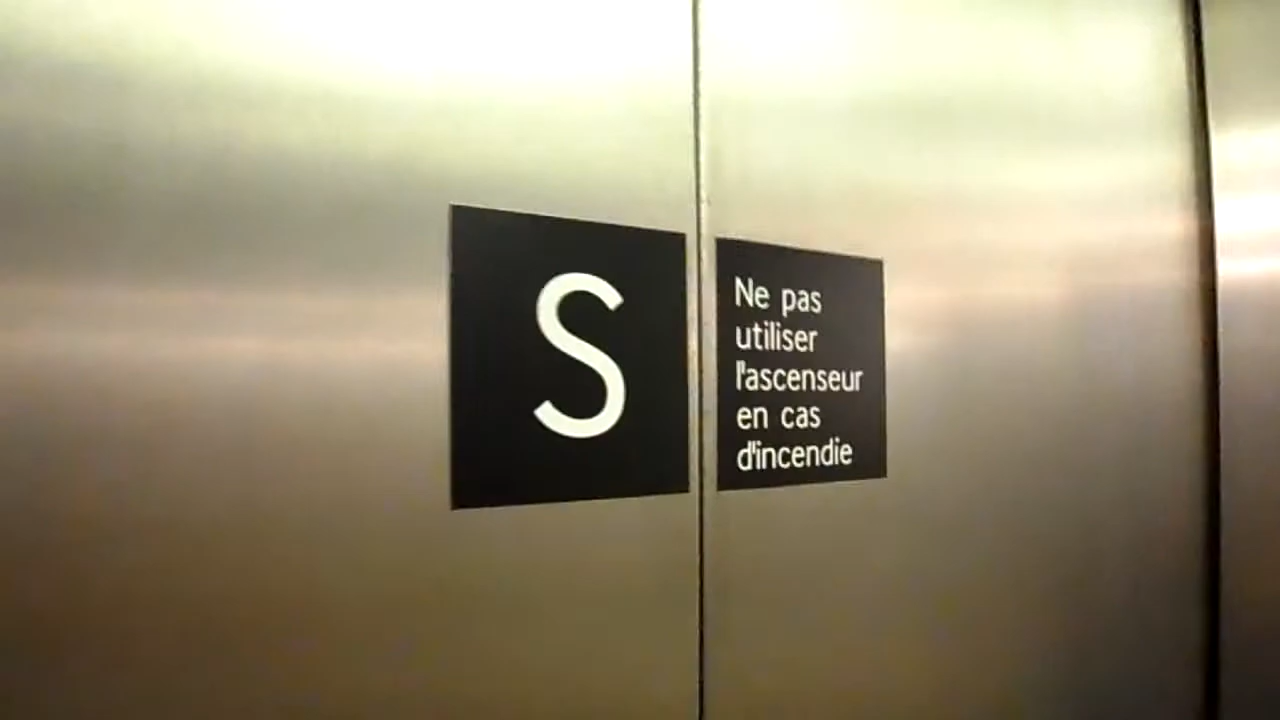 S
Ne pas
utiliser
l'ascenseur
en cas
d'incendie